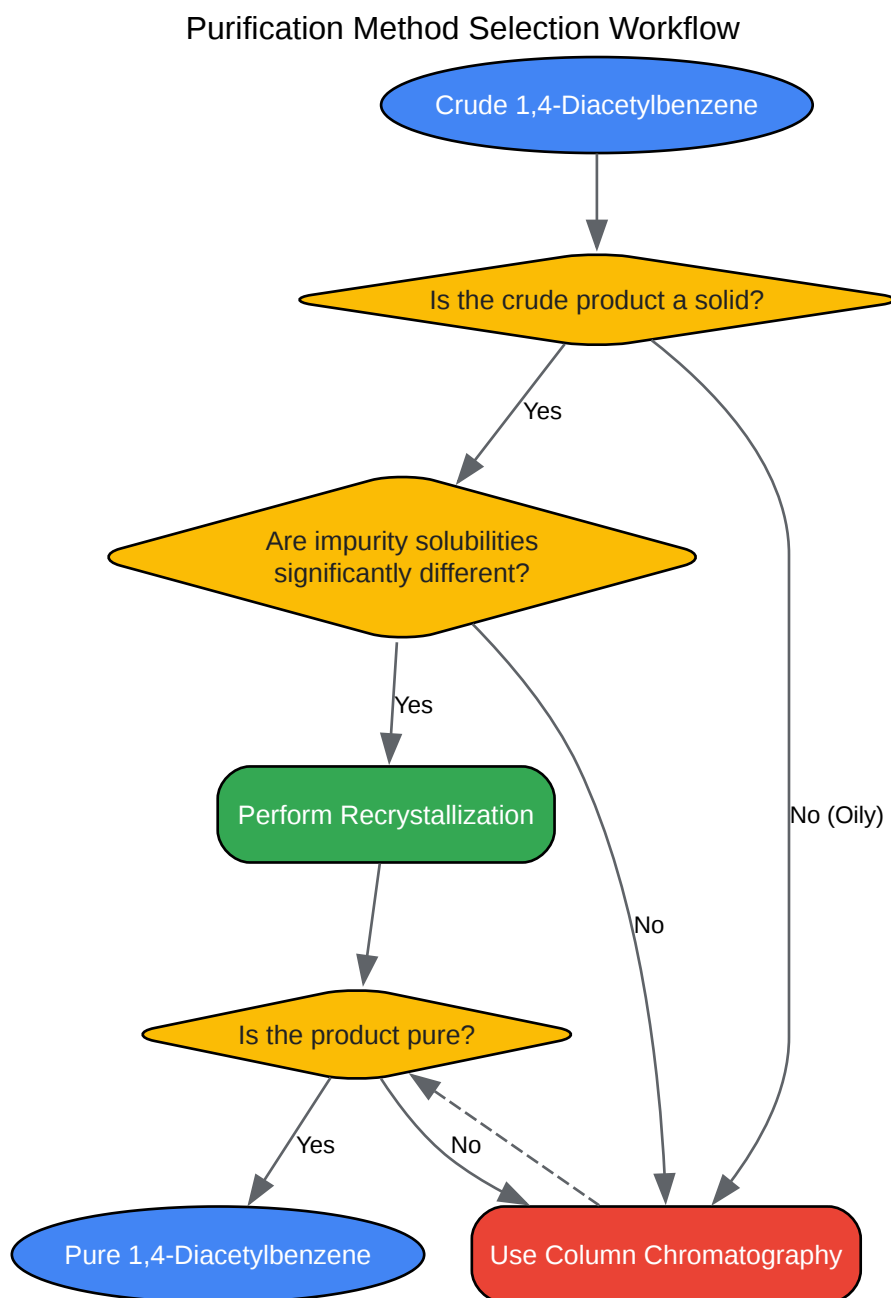 Purification Method Selection Workflow
Crude 1,4-Diacetylbenzene
Is the crude product a solid?
Yes
Are impurity solubilities
significantly different?
Yes
Perform Recrystallization
No (Oily)
No
Is the product pure?
Yes
No
Pure 1,4-Diacetylbenzene
Use Column Chromatography